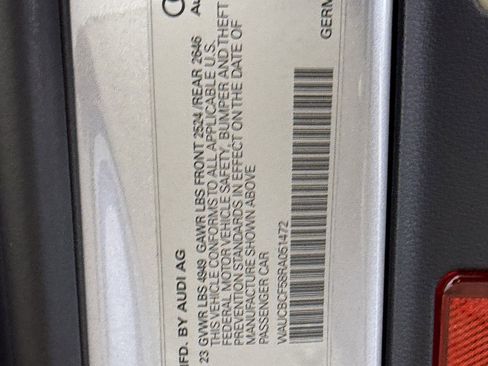 Au
GERM
MFD. BY AUDI AG
23 GVWR LBS 4949 GAWR LBS FRONT 2524 /REAR 2646
THIS VEHICLE CONFORMS TO ALL APPLICABLE U.S.
FEDERAL MOTOR VEHICLE SAFETY, BUMPER AND THEFT
PREVENTION STANDARDS IN EFFECT ON THE DATE OF
MANUFACTURE SHOWN ABOVE
PASSENGER CAR
WAUCBCF58RA051472